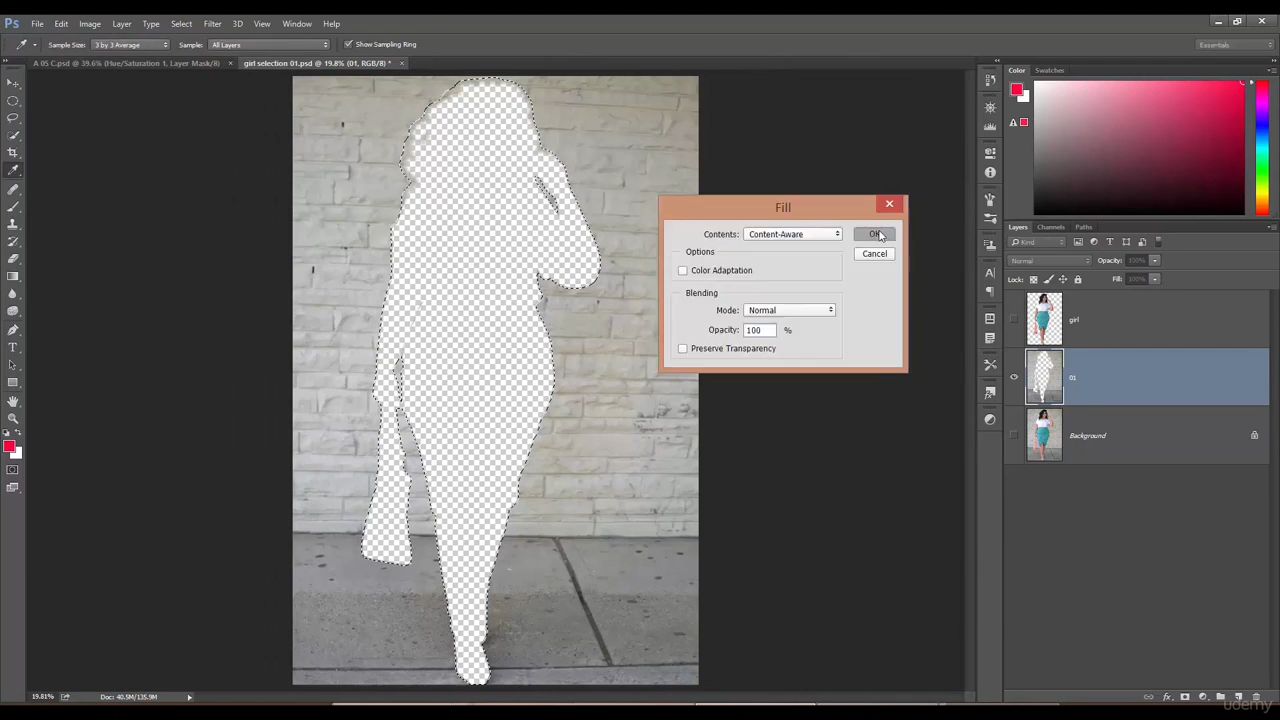 Ps File Edit Image Layer Type Select Filter 3D View Window Help
Sample Size: 3 by 3 Average Sample: All Layers Show Sampling Ring Essentials
A 05 C.psd @ 39.6% (Hue/Saturation 1, Layer Mask/8) × girl selection 01.psd @ 19.8% (01, RGB/8) * ×
Color Swatches
Fill
Contents: Content-Aware OK
Options Cancel
Color Adaptation
Blending
Mode: Normal
Opacity: 100 %
Preserve Transparency
Layers Channels Paths
Kind
Normal Opacity: 100%
Lock: Fill: 100%
girl
01
Background
19.81% Doc: 40.5M/135.9M
udemy